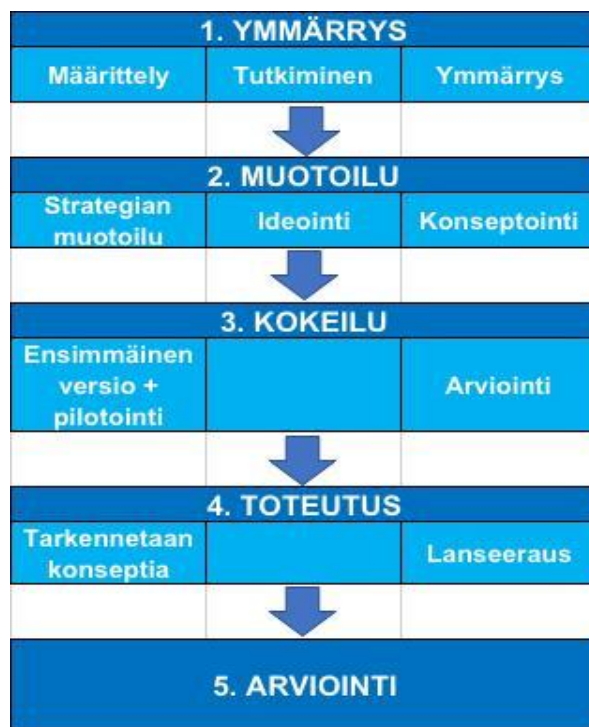 1. YMMÄRRYS
Määrittely Tutkiminen Ymmärrys
2. MUOTOILU
Strategian
muotoilu Ideointi Konseptointi
3. KOKEILU
Ensimmäinen
versio +
pilotointi Arviointi
4. TOTEUTUS
Tarkennetaan
konseptia Lanseeraus
5. ARVIOINTI